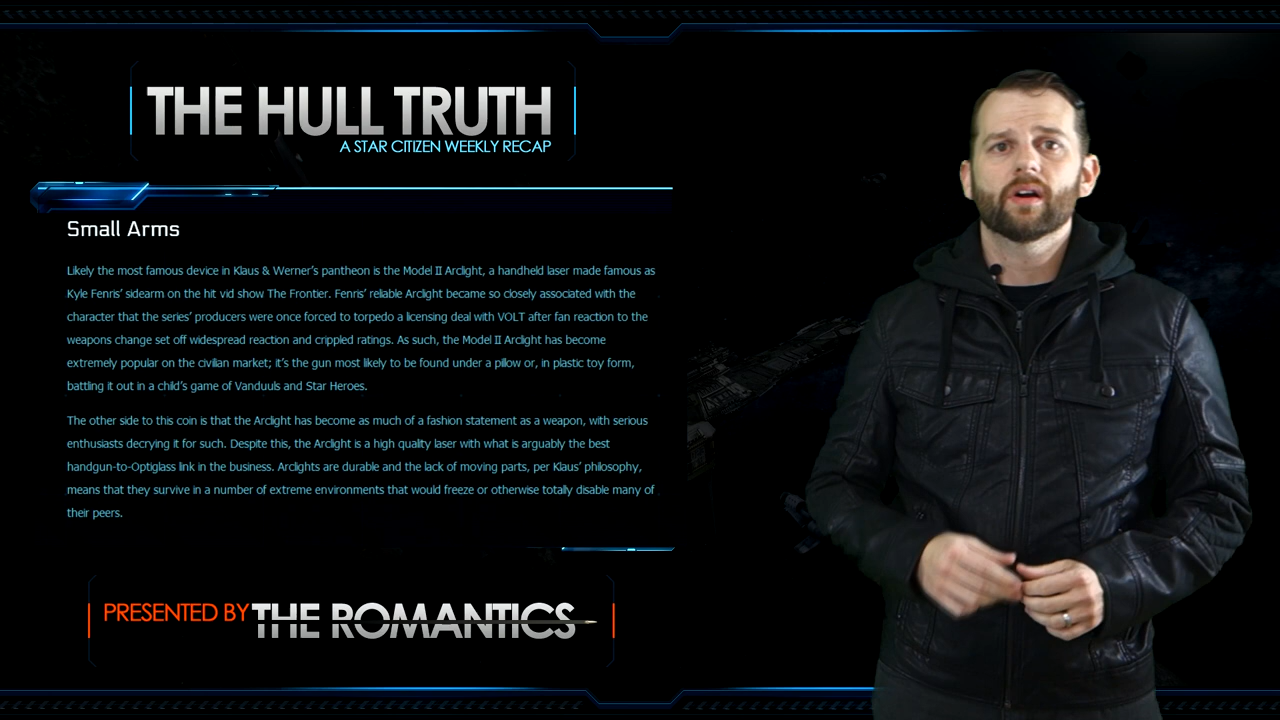 THE HULL TRUTH
A STAR CITIZEN WEEKLY RECAP
Small Arms
Likely the most famous device in Klaus & Werner's pantheon is the Model II Arclight, a handheld laser made famous as
Kyle Fenris' sidearm on the hit vid show The Frontier. Fenris' reliable Arclight became so closely associated with the
character that the series' producers were once forced to torpedo a licensing deal with VOLT after fan reaction to the
weapons change set off widespread reaction and crippled ratings. As such, the Model II Arclight has become
extremely popular on the civilian market; it's the gun most likely to be found under a pillow or, in plastic toy form,
battling it out in a child's game of Vanduuls and Star Heroes.
The other side to this coin is that the Arclight has become as much of a fashion statement as a weapon, with serious
enthusiasts decrying it for such. Despite this, the Arclight is a high quality laser with what is arguably the best
handgun-to-Optiglass link in the business. Arclights are durable and the lack of moving parts, per Klaus' philosophy,
means that they survive in a number of extreme environments that would freeze or otherwise totally disable many of
their peers.
PRESENTED BY THE ROMANTICS